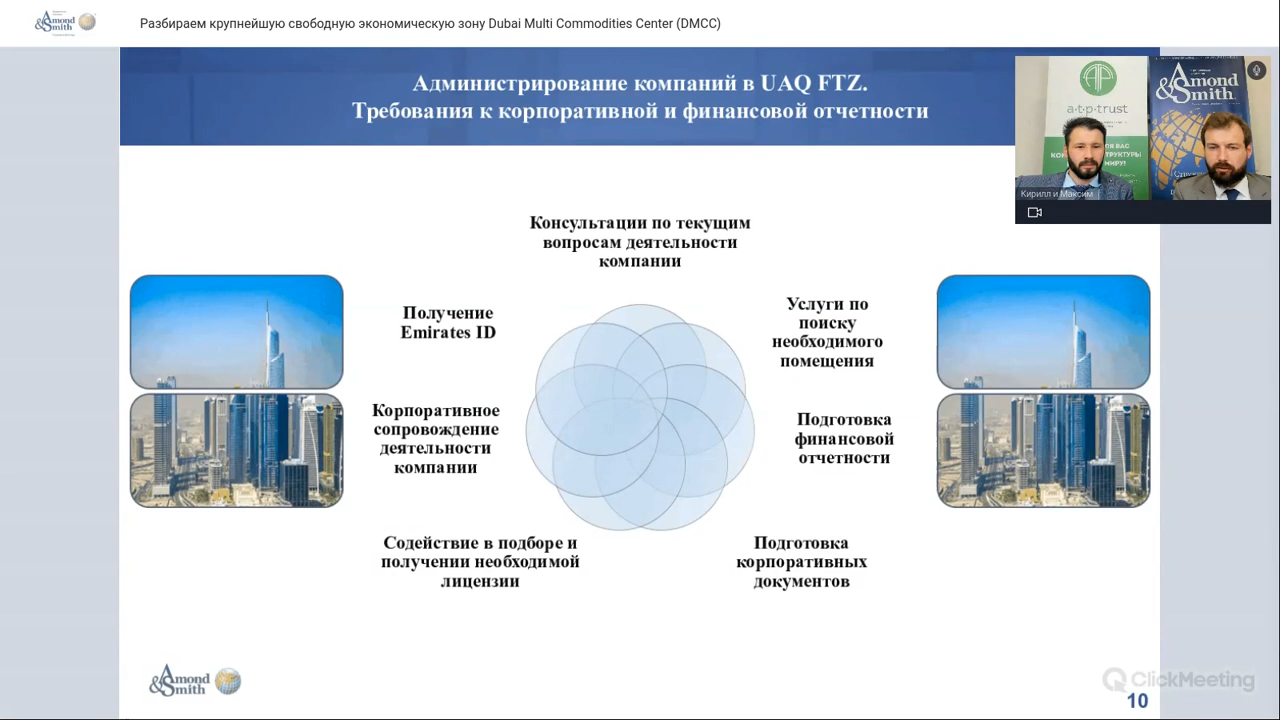 Amond
&Smith
Разбираем крупнейшую свободную экономическую зону Dubai Multi Commodities Center (DMCC)
Администрирование компаний в UAQ FTZ.
Требования к корпоративной и финансовой отчетности
a·t·p·trust
Amond
&Smith
Кирилл и Максим
Консультации по текущим
вопросам деятельности
компании
Получение
Emirates ID
Услуги по
поиску
необходимого
помещения
Корпоративное
сопровождение
деятельности
компании
Подготовка
финансовой
отчетности
Содействие в подборе и
получении необходимой
лицензии
Подготовка
корпоративных
документов
Amond
&Smith
ClickMeeting
10